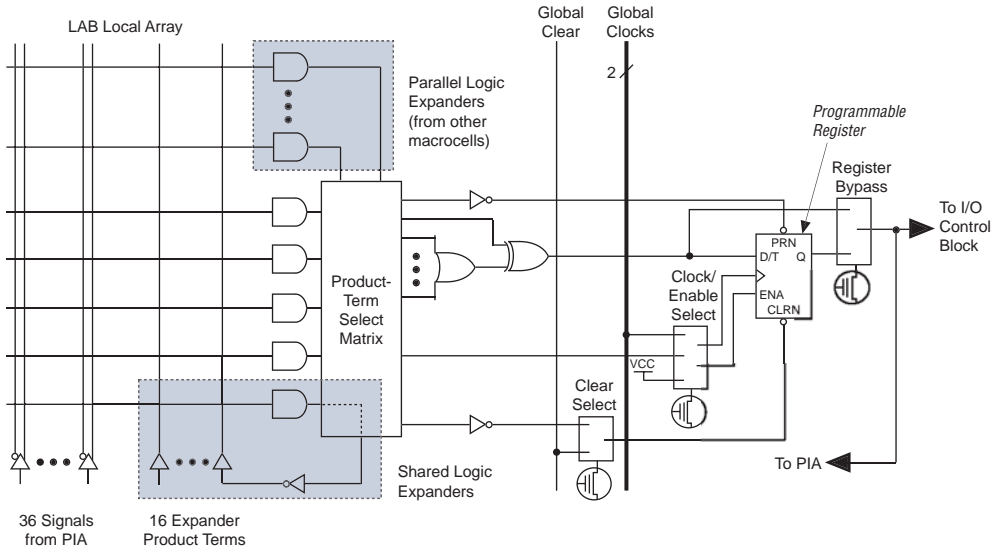 LAB Local Array
Global
Clear
Global
Clocks
2
Parallel Logic
Expanders
(from other
macrocells)
Programmable
Register
Register
Bypass
To I/O
Control
Block
PRN
D/T
Q
ENA
CLRN
Product-
Term
Select
Matrix
Clock/
Enable
Select
VCC
Clear
Select
To PIA
Shared Logic
Expanders
36 Signals
from PIA
16 Expander
Product Terms